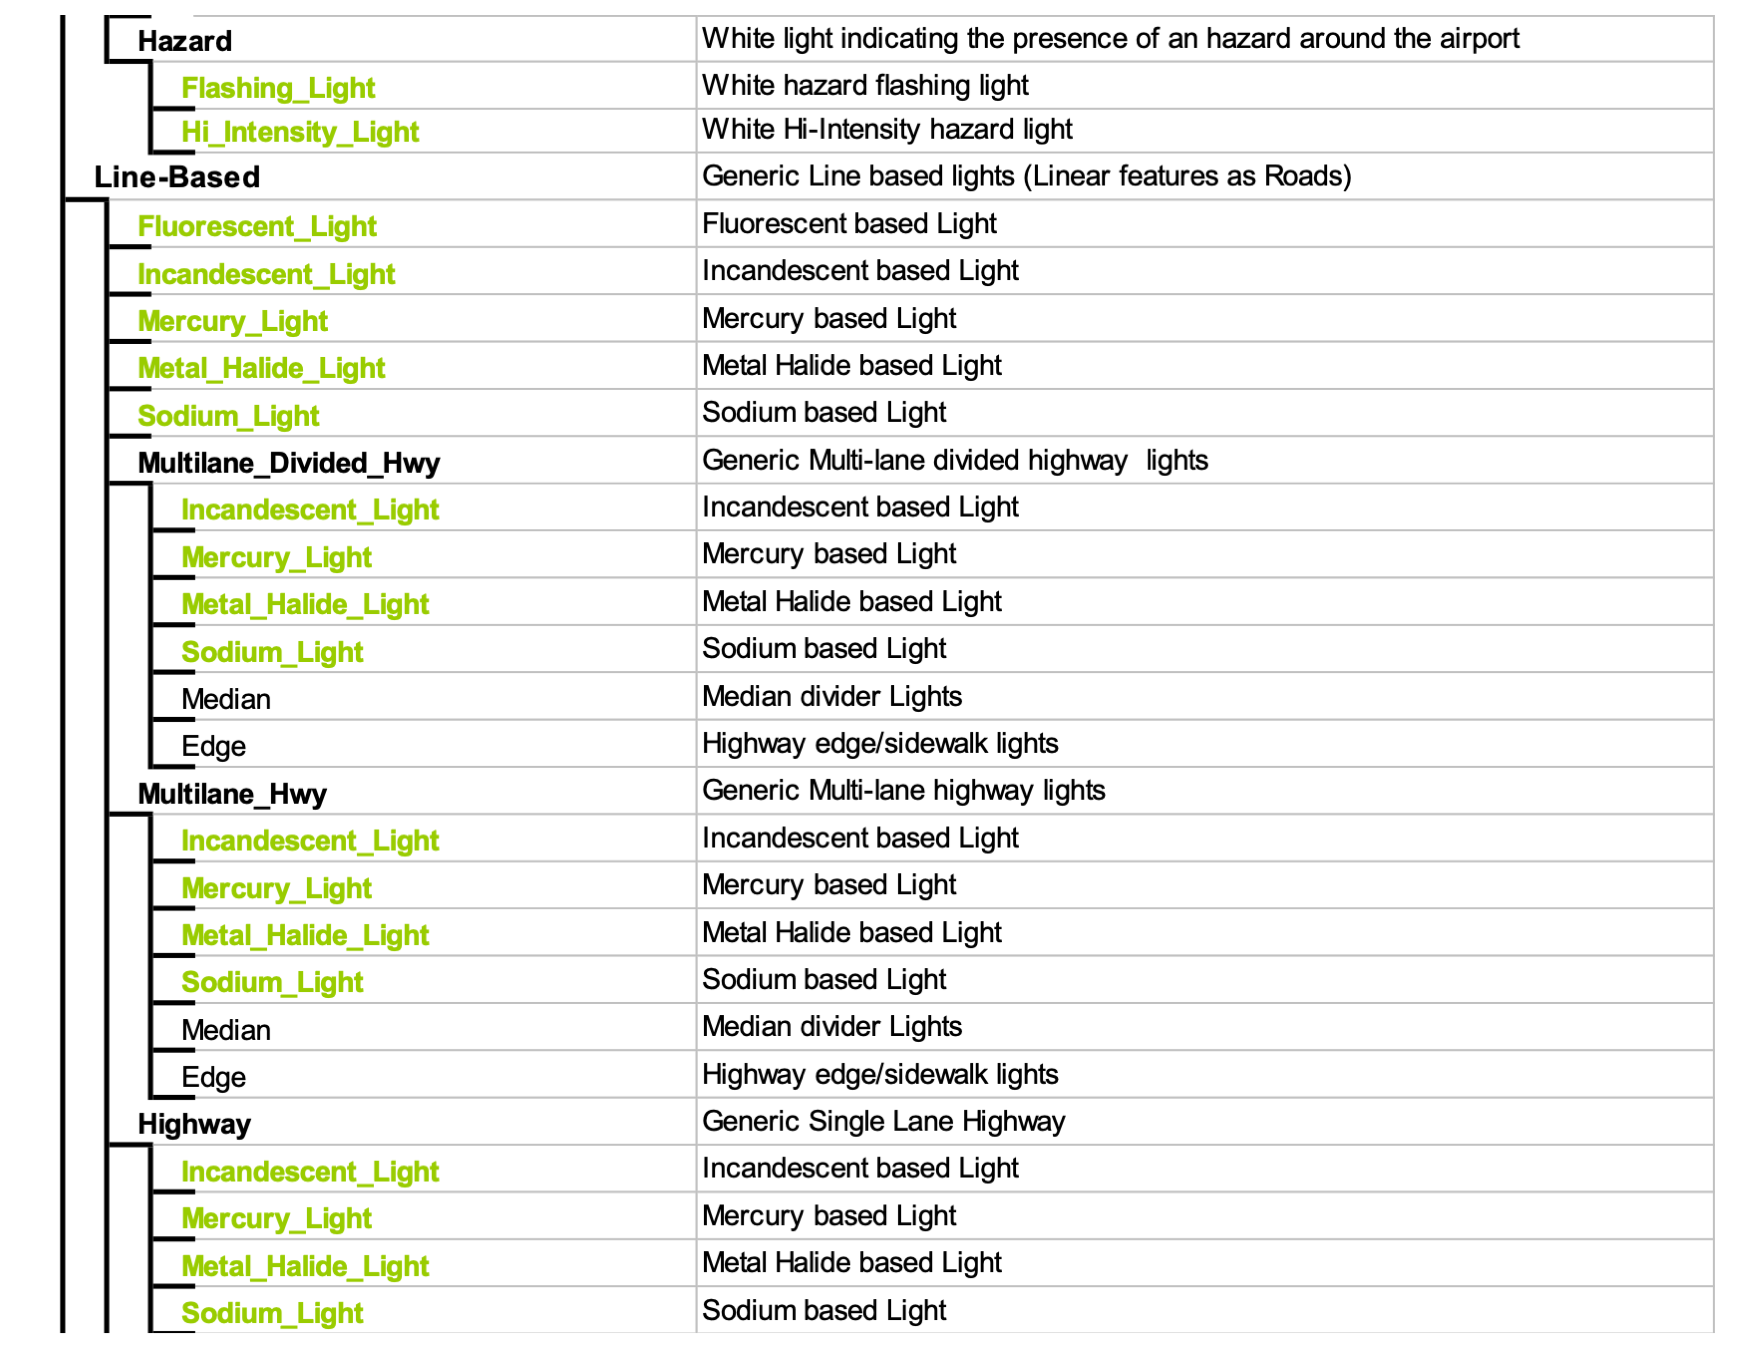 Hazard White light indicating the presence of an hazard around the airport
Flashing_Light White hazard flashing light
Hi_Intensity_Light White Hi-Intensity hazard light
Line-Based Generic Line based lights (Linear features as Roads)
Fluorescent_Light Fluorescent based Light
Incandescent_Light Incandescent based Light
Mercury_Light Mercury based Light
Metal_Halide_Light Metal Halide based Light
Sodium_Light Sodium based Light
Multilane_Divided_Hwy Generic Multi-lane divided highway lights
Incandescent_Light Incandescent based Light
Mercury_Light Mercury based Light
Metal_Halide_Light Metal Halide based Light
Sodium_Light Sodium based Light
Median Median divider Lights
Edge Highway edge/sidewalk lights
Multilane_Hwy Generic Multi-lane highway lights
Incandescent_Light Incandescent based Light
Mercury_Light Mercury based Light
Metal_Halide_Light Metal Halide based Light
Sodium_Light Sodium based Light
Median Median divider Lights
Edge Highway edge/sidewalk lights
Highway Generic Single Lane Highway
Incandescent_Light Incandescent based Light
Mercury_Light Mercury based Light
Metal_Halide_Light Metal Halide based Light
Sodium_Light Sodium based Light